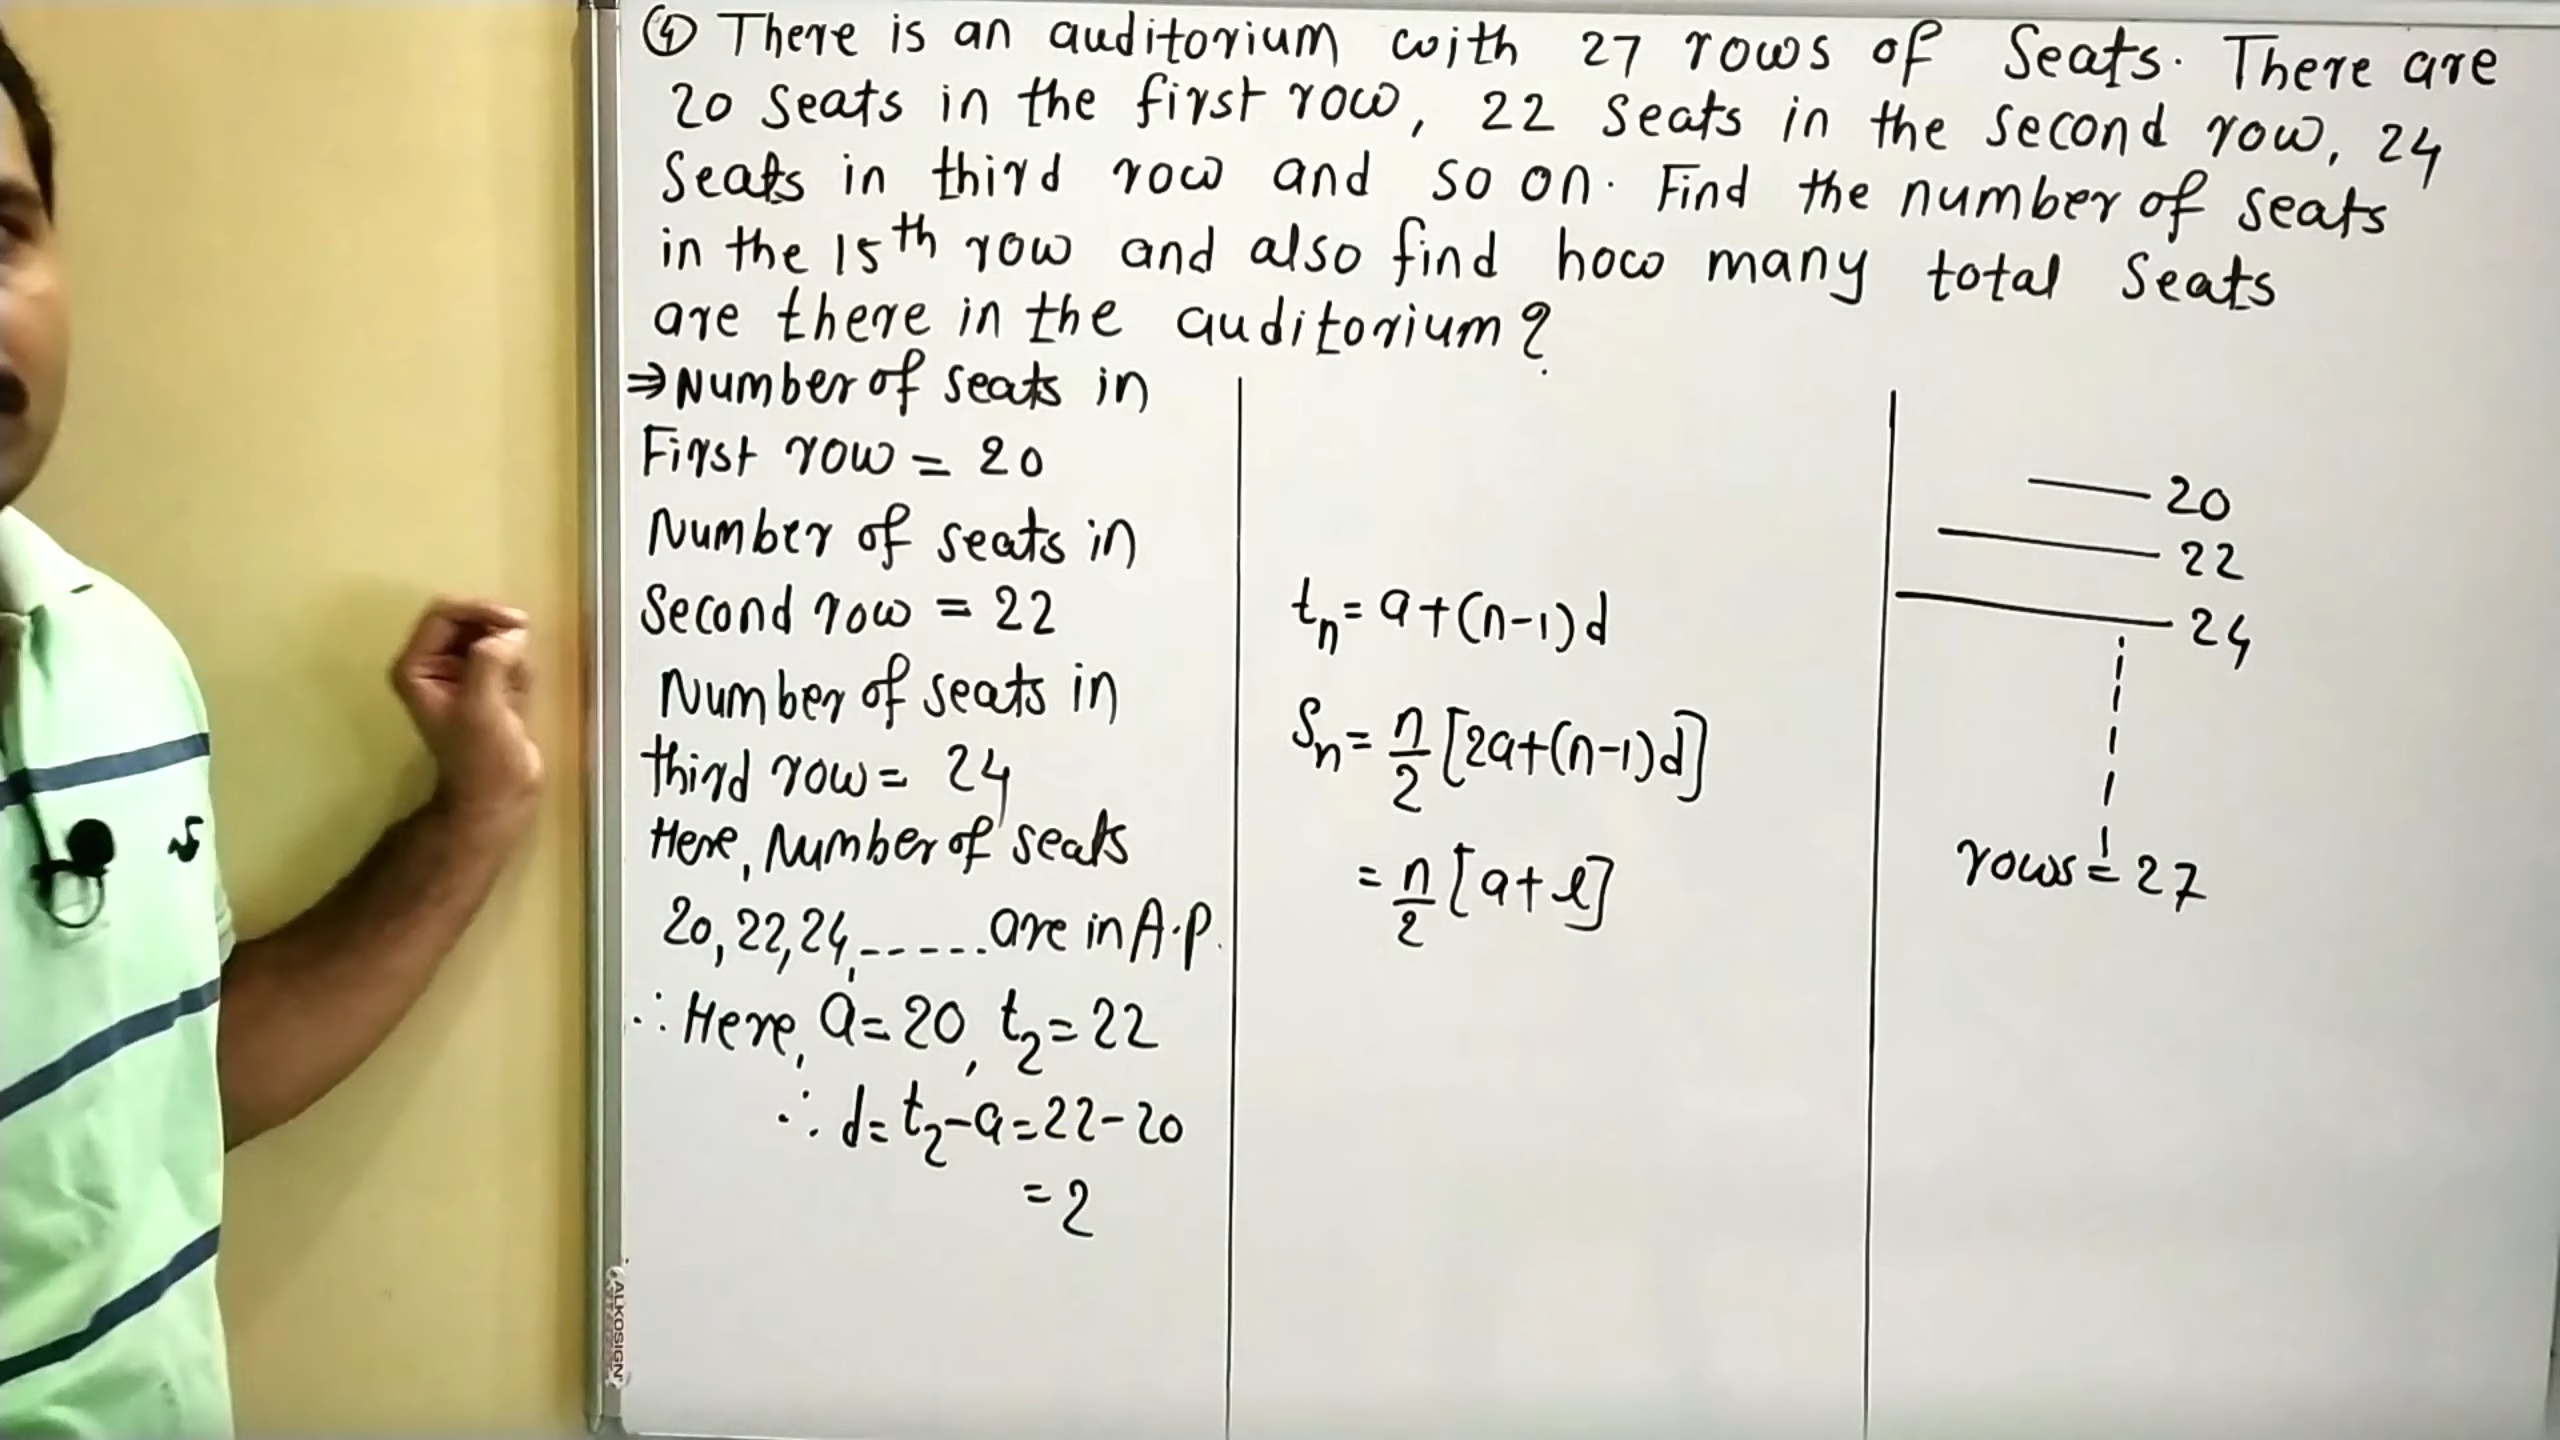 ④ There is an auditorium with 27 rows of Seats. There are
20 Seats in the first row, 22 seats in the second row, 24
Seats in third row and so on. Find the number of seats
in the 15th row and also find how many total Seats
are there in the auditorium?
⇒Number of seats in
First row = 20
Number of seats in
Second row = 22
Number of seats in
third row = 24
Here, Number of seats
20, 22, 24, ------ are in A.P.
∴ Here, a = 20, t₂ = 22
∴ d = t₂ - a = 22 - 20
= 2
tₙ = a + (n-1)d
Sₙ = n/2 [2a + (n-1)d]
= n/2 [a + l]
20
22
24
rows = 27
ALKOSIGN